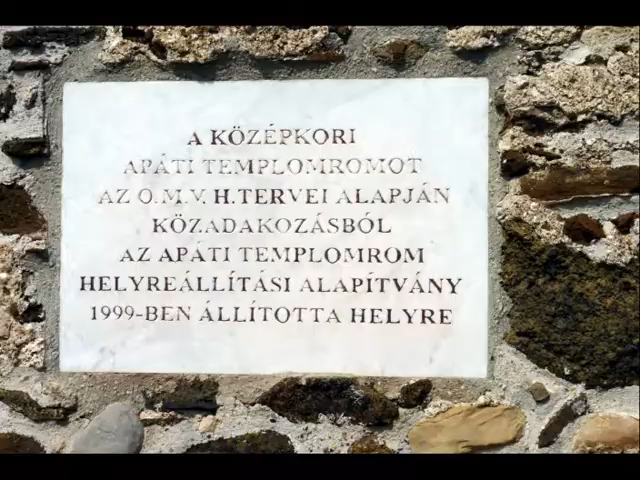 A KÖZÉPKORI
APÁTI TEMPLOMROMOT
AZ O.M.V.H.TERVEI ALAPJÁN
KÖZADAKOZÁSBÓL
AZ APÁTI TEMPLOMROM
HELYREÁLLÍTÁSI ALAPÍTVÁNY
1999-BEN ÁLLÍTOTTA HELYRE